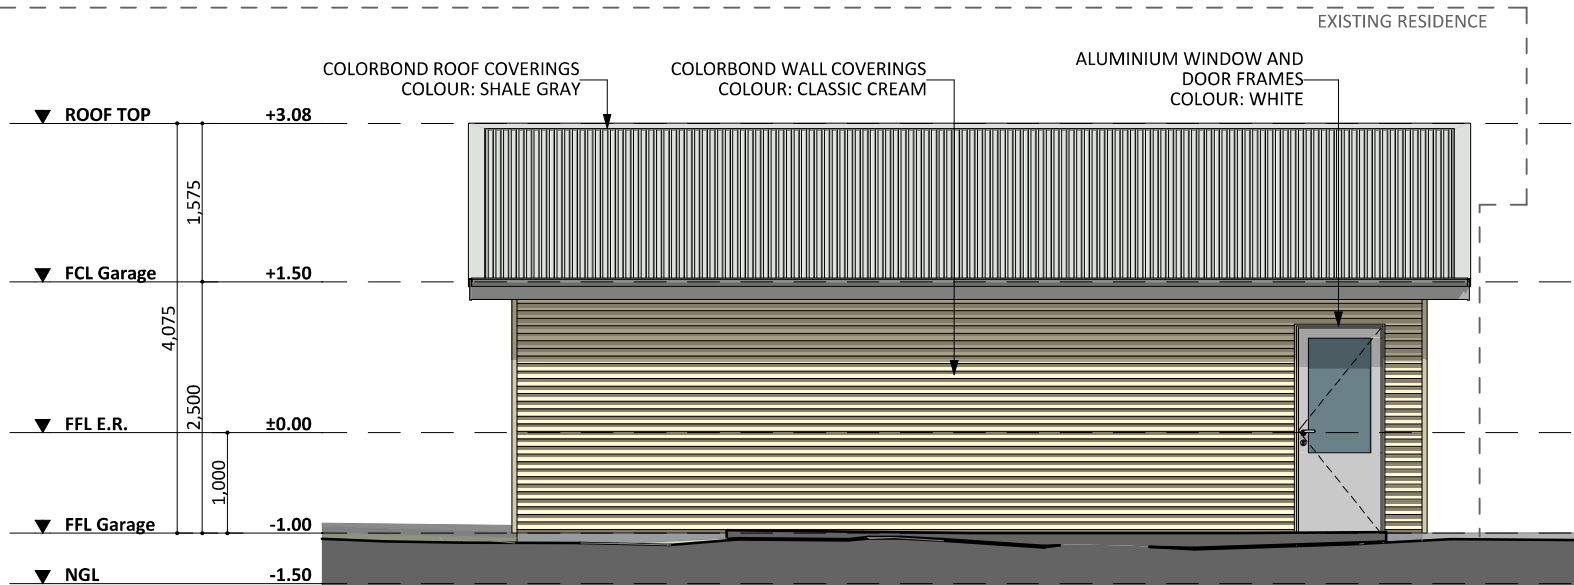 EXISTING RESIDENCE
COLORBOND ROOF COVERINGS
COLOUR: SHALE GRAY
COLORBOND WALL COVERINGS
COLOUR: CLASSIC CREAM
ALUMINIUM WINDOW AND
DOOR FRAMES
COLOUR: WHITE
ROOF TOP +3.08
1,575
FCL Garage +1.50
4,075
2,500
FFL E.R. ±0.00
1,000
FFL Garage -1.00
NGL -1.50